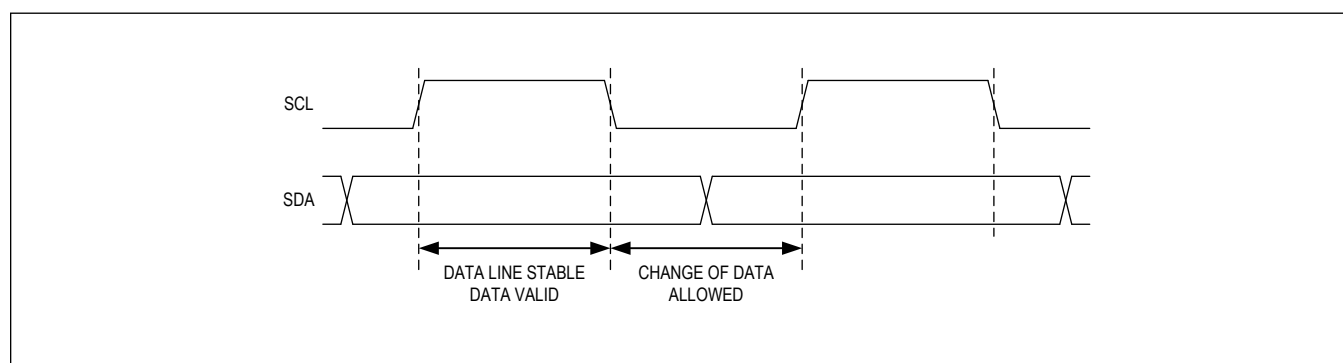 SCL
SDA
DATA LINE STABLE
DATA VALID
CHANGE OF DATA
ALLOWED